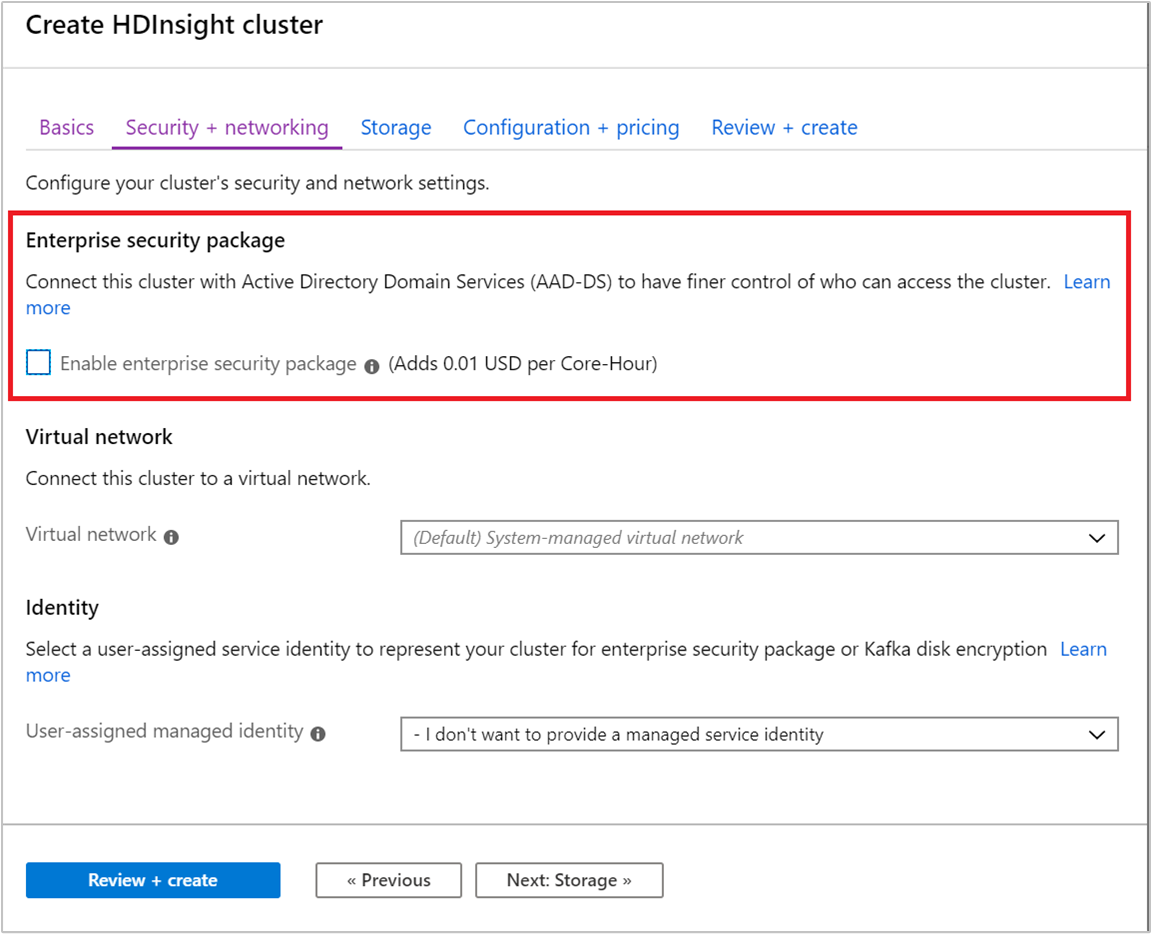 Create HDInsight cluster
Basics Security + networking Storage Configuration + pricing Review + create
Configure your cluster's security and network settings.
Enterprise security package
Connect this cluster with Active Directory Domain Services (AAD-DS) to have finer control of who can access the cluster. Learn
more
Enable enterprise security package (Adds 0.01 USD per Core-Hour)
Virtual network
Connect this cluster to a virtual network.
Virtual network (Default) System-managed virtual network
Identity
Select a user-assigned service identity to represent your cluster for enterprise security package or Kafka disk encryption Learn
more
User-assigned managed identity - I don't want to provide a managed service identity
Review + create « Previous Next: Storage »